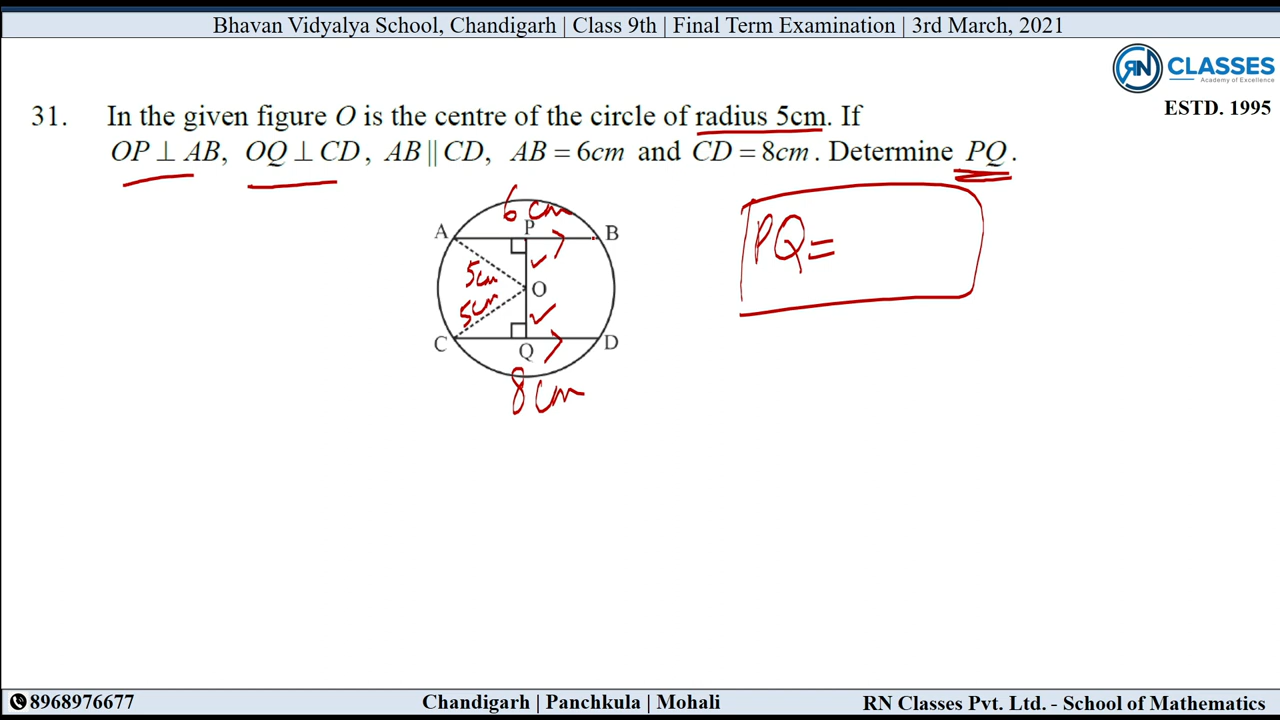 Bhavan Vidyalya School, Chandigarh | Class 9th | Final Term Examination | 3rd March, 2021
RN CLASSES
Academy of Excellence
ESTD. 1995
31. In the given figure O is the centre of the circle of radius 5cm. If
OP ⊥ AB, OQ ⊥ CD, AB || CD, AB = 6cm and CD = 8cm. Determine PQ.
6 cm
A P B
PQ=
5cm
O
5cm
C Q D
8 cm
8968976677
Chandigarh | Panchkula | Mohali
RN Classes Pvt. Ltd. - School of Mathematics